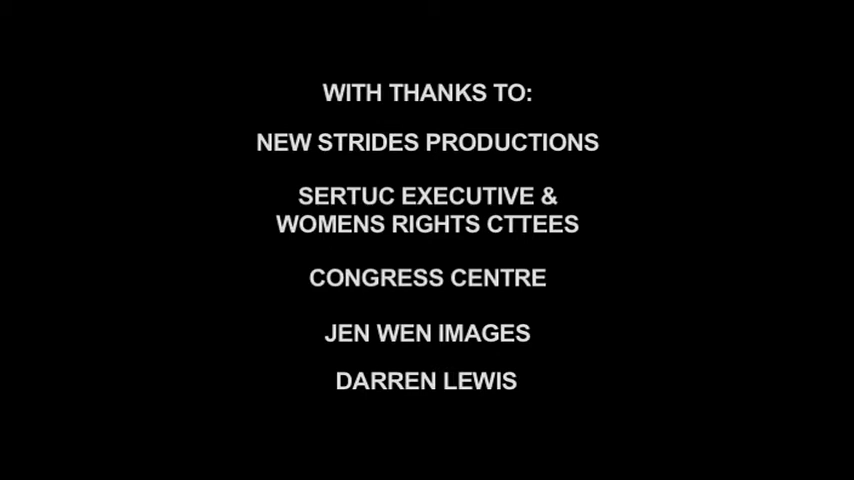 WITH THANKS TO:
NEW STRIDES PRODUCTIONS
SERTUC EXECUTIVE &
WOMENS RIGHTS CTTEES
CONGRESS CENTRE
JEN WEN IMAGES
DARREN LEWIS